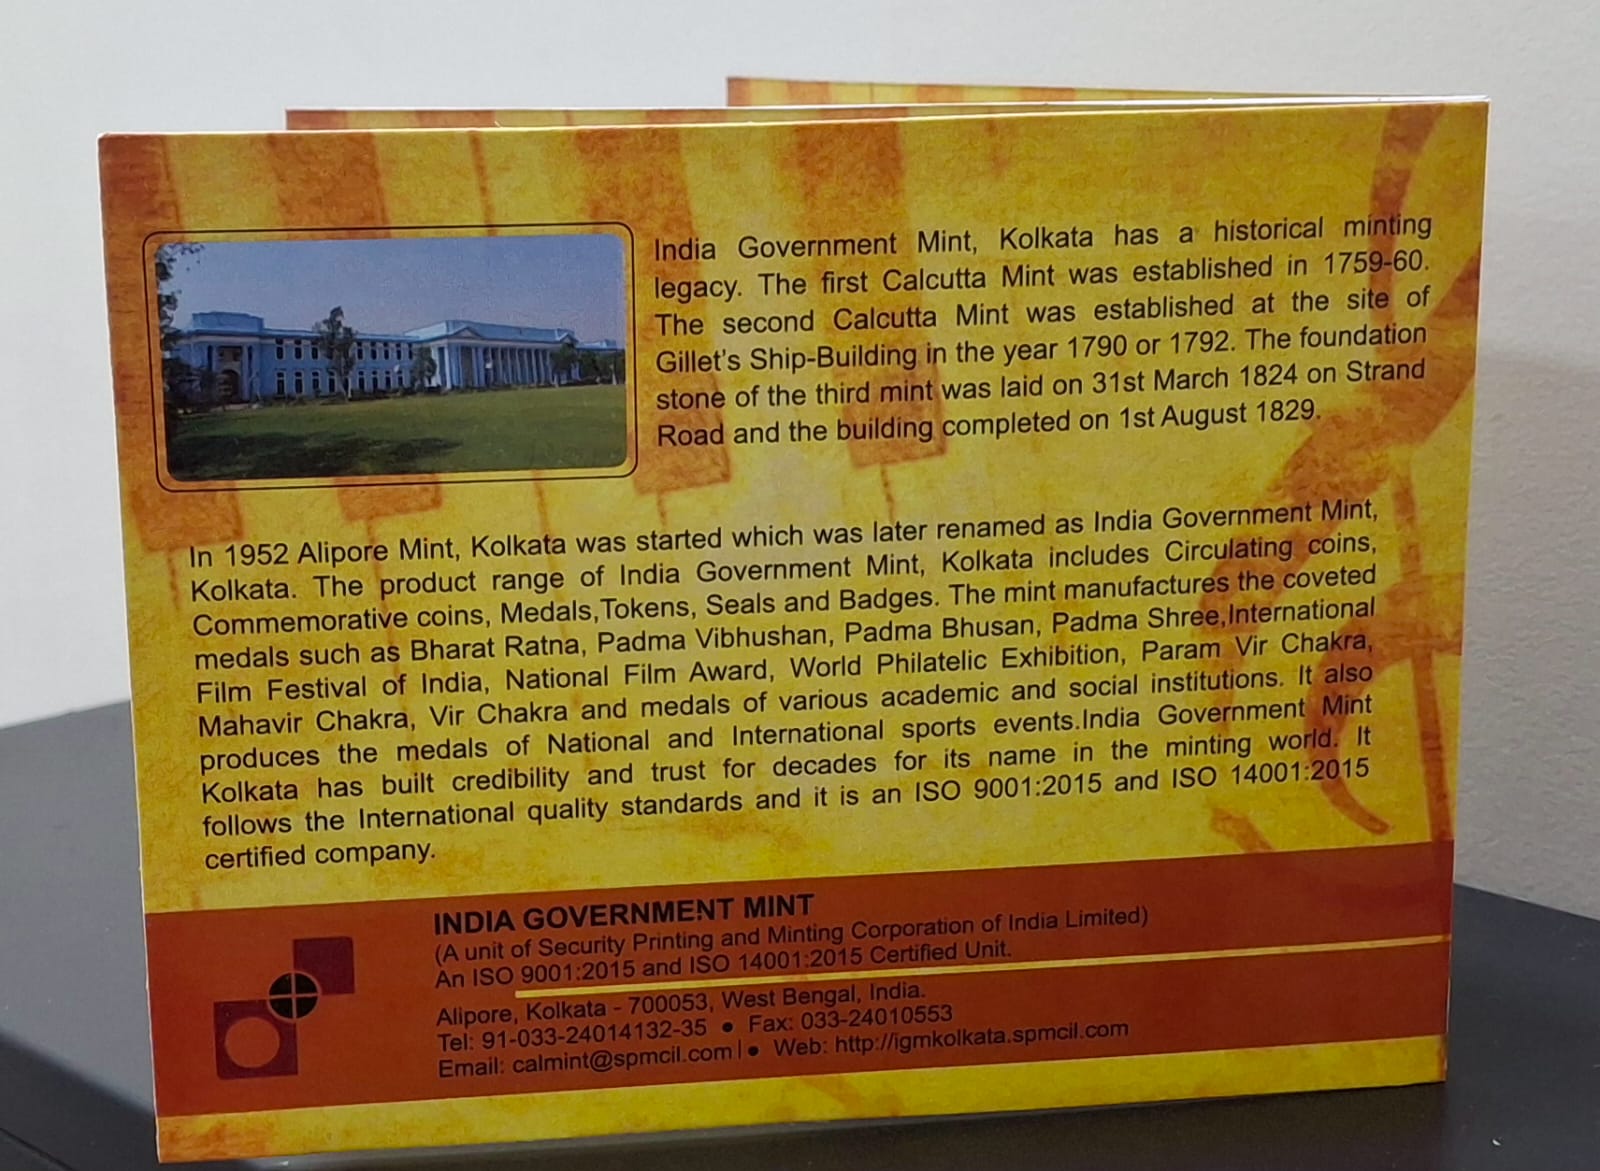 India Government Mint, Kolkata has a historical minting
legacy. The first Calcutta Mint was established in 1759-60.
The second Calcutta Mint was established at the site of
Gillet's Ship-Building in the year 1790 or 1792. The foundation
stone of the third mint was laid on 31st March 1824 on Strand
Road and the building completed on 1st August 1829.
In 1952 Alipore Mint, Kolkata was started which was later renamed as India Government Mint,
Kolkata. The product range of India Government Mint, Kolkata includes Circulating coins,
Commemorative coins, Medals,Tokens, Seals and Badges. The mint manufactures the coveted
medals such as Bharat Ratna, Padma Vibhushan, Padma Bhusan, Padma Shree,International
Film Festival of India, National Film Award, World Philatelic Exhibition, Param Vir Chakra,
Mahavir Chakra, Vir Chakra and medals of various academic and social institutions. It also
produces the medals of National and International sports events.India Government Mint
Kolkata has built credibility and trust for decades for its name in the minting world. It
follows the International quality standards and it is an ISO 9001:2015 and ISO 14001:2015
certified company.
INDIA GOVERNMENT MINT
(A unit of Security Printing and Minting Corporation of India Limited)
An ISO 9001:2015 and ISO 14001:2015 Certified Unit.
Alipore, Kolkata - 700053, West Bengal, India.
Tel: 91-033-24014132-35 ● Fax: 033-24010553
Email: calmint@spmcil.com | ● Web: http://igmkolkata.spmcil.com